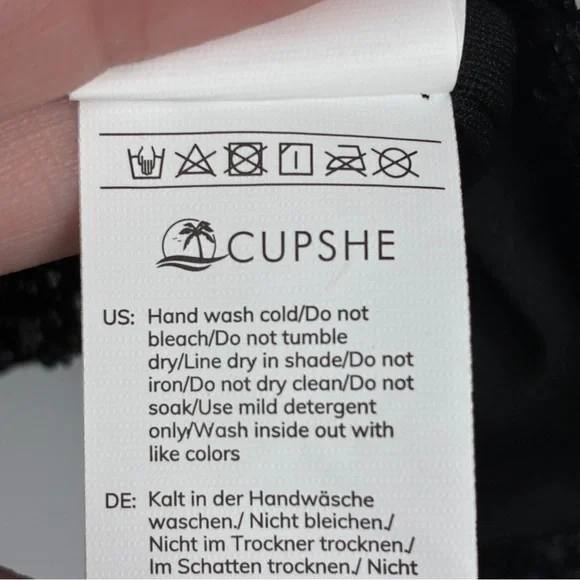 CUPSHE
US: Hand wash cold/Do not
bleach/Do not tumble
dry/Line dry in shade/Do not
iron/Do not dry clean/Do not
soak/Use mild detergent
only/Wash inside out with
like colors
DE: Kalt in der Handwäsche
waschen./ Nicht bleichen./
Nicht im Trockner trocknen./
Im Schatten trocknen./ Nicht